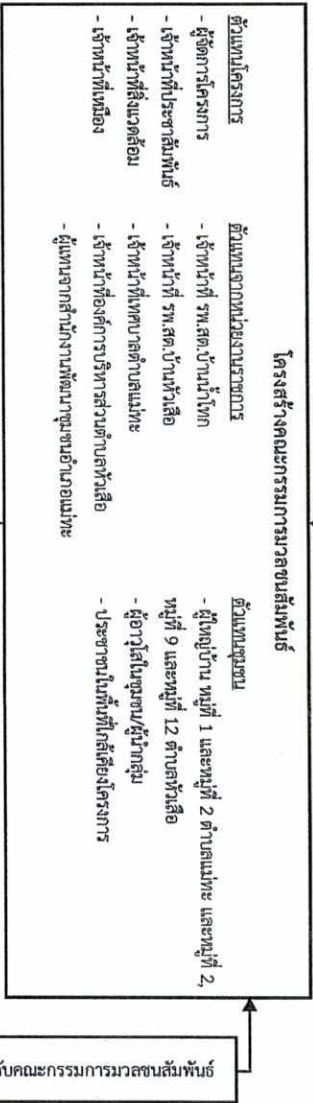 โครงสร้างคณะกรรมการมวลชนสัมพันธ์
ตัวแทนโครงการ
- ผู้จัดการโครงการ
- เจ้าหน้าที่ประชาสัมพันธ์
- เจ้าหน้าที่สิ่งแวดล้อม
- เจ้าหน้าที่เหมือง
ตัวแทนจากหน่วยงานราชการ
- เจ้าหน้าที่ รพ.สต.บ้านน้ำโทก
- เจ้าหน้าที่ รพ.สต.บ้านหัวเสือ
- เจ้าหน้าที่เทศบาลตำบลแม่ทะ
- เจ้าหน้าที่องค์การบริหารส่วนตำบลหัวเสือ
- ผู้แทนจากสำนักงานพัฒนาชุมชนอำเภอแม่ทะ
ตัวแทนชุมชน
- ผู้ใหญ่บ้าน หมู่ที่ 1 และหมู่ที่ 2 ตำบลแม่ทะ และหมู่ที่ 2,
หมู่ที่ 9 และหมู่ที่ 12 ตำบลหัวเสือ
- ผู้อาวุโสในชุมชน/ผู้นำกลุ่ม
- ประชาชนในพื้นที่ใกล้เคียงโครงการ
ับคณะกรรมการมวลชนสัมพันธ์